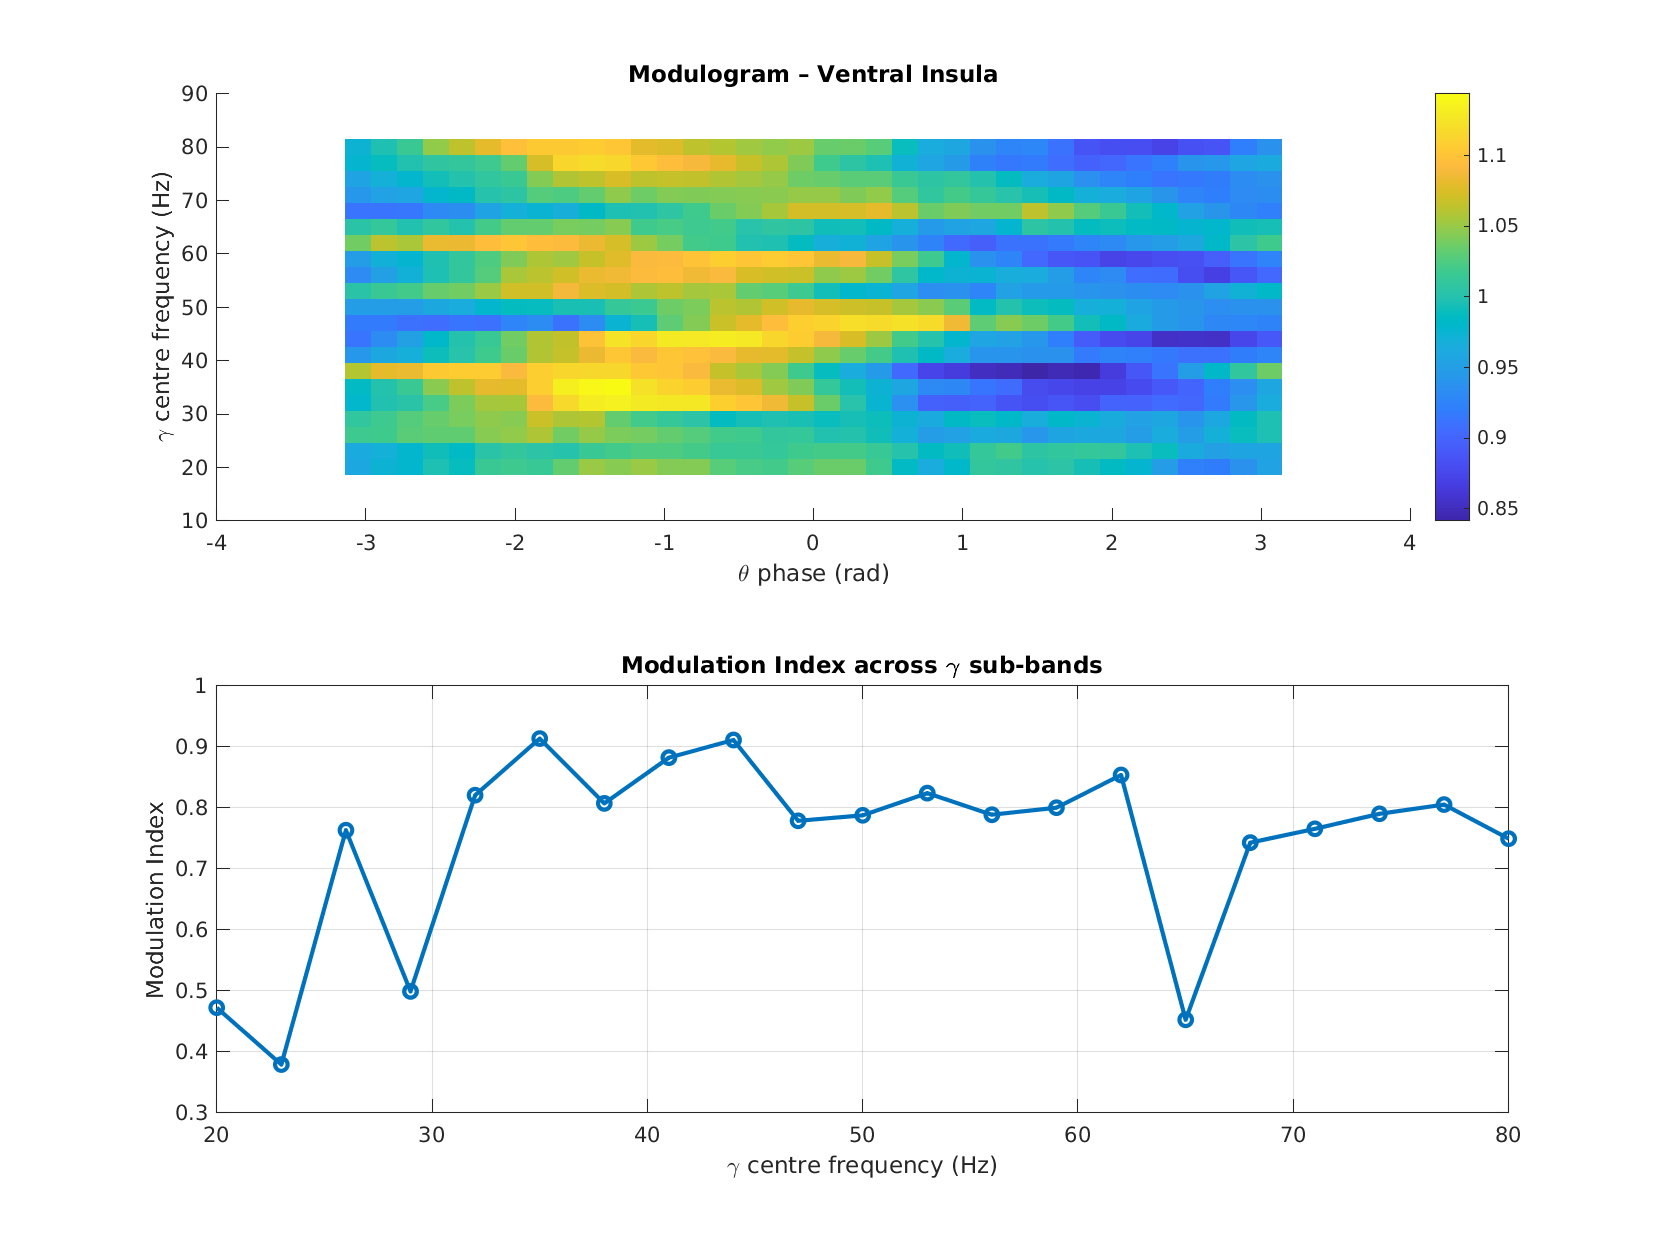 Modulogram – Ventral Insula
90
80
70
60
50
40
30
20
10
γ centre frequency (Hz)
-4 -3 -2 -1 0 1 2 3 4
θ phase (rad)
1.1
1.05
1
0.95
0.9
0.85
Modulation Index across γ sub-bands
1
0.9
0.8
0.7
0.6
0.5
0.4
0.3
Modulation Index
20 30 40 50 60 70 80
γ centre frequency (Hz)